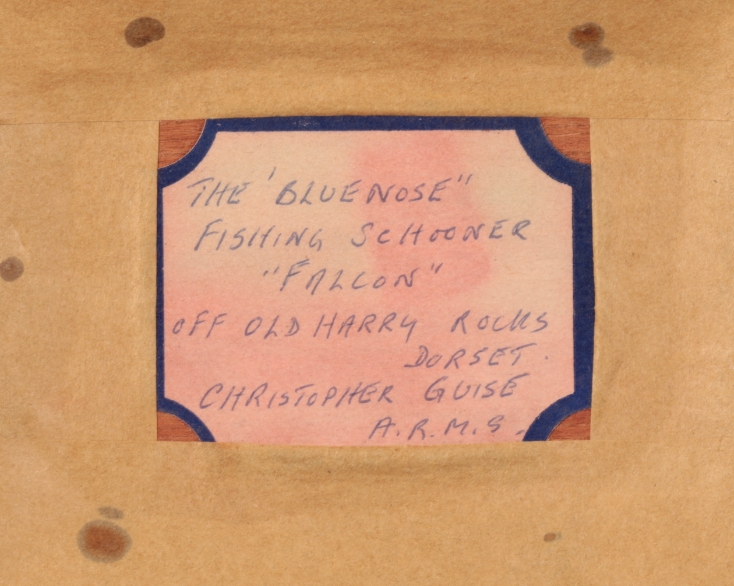 THE 'BLUENOSE"
FISHING SCHOONER
"FALCON"
OFF OLD HARRY ROCKS
DORSET.
CHRISTOPHER GUISE
A.R.M.S.